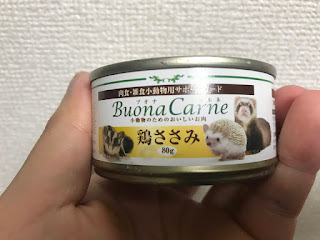 肉食・雑食小動物用サポートフード
ブオナ カルネ
Buona Carne
小動物のためのおいしいお肉
鶏ささみ
80g